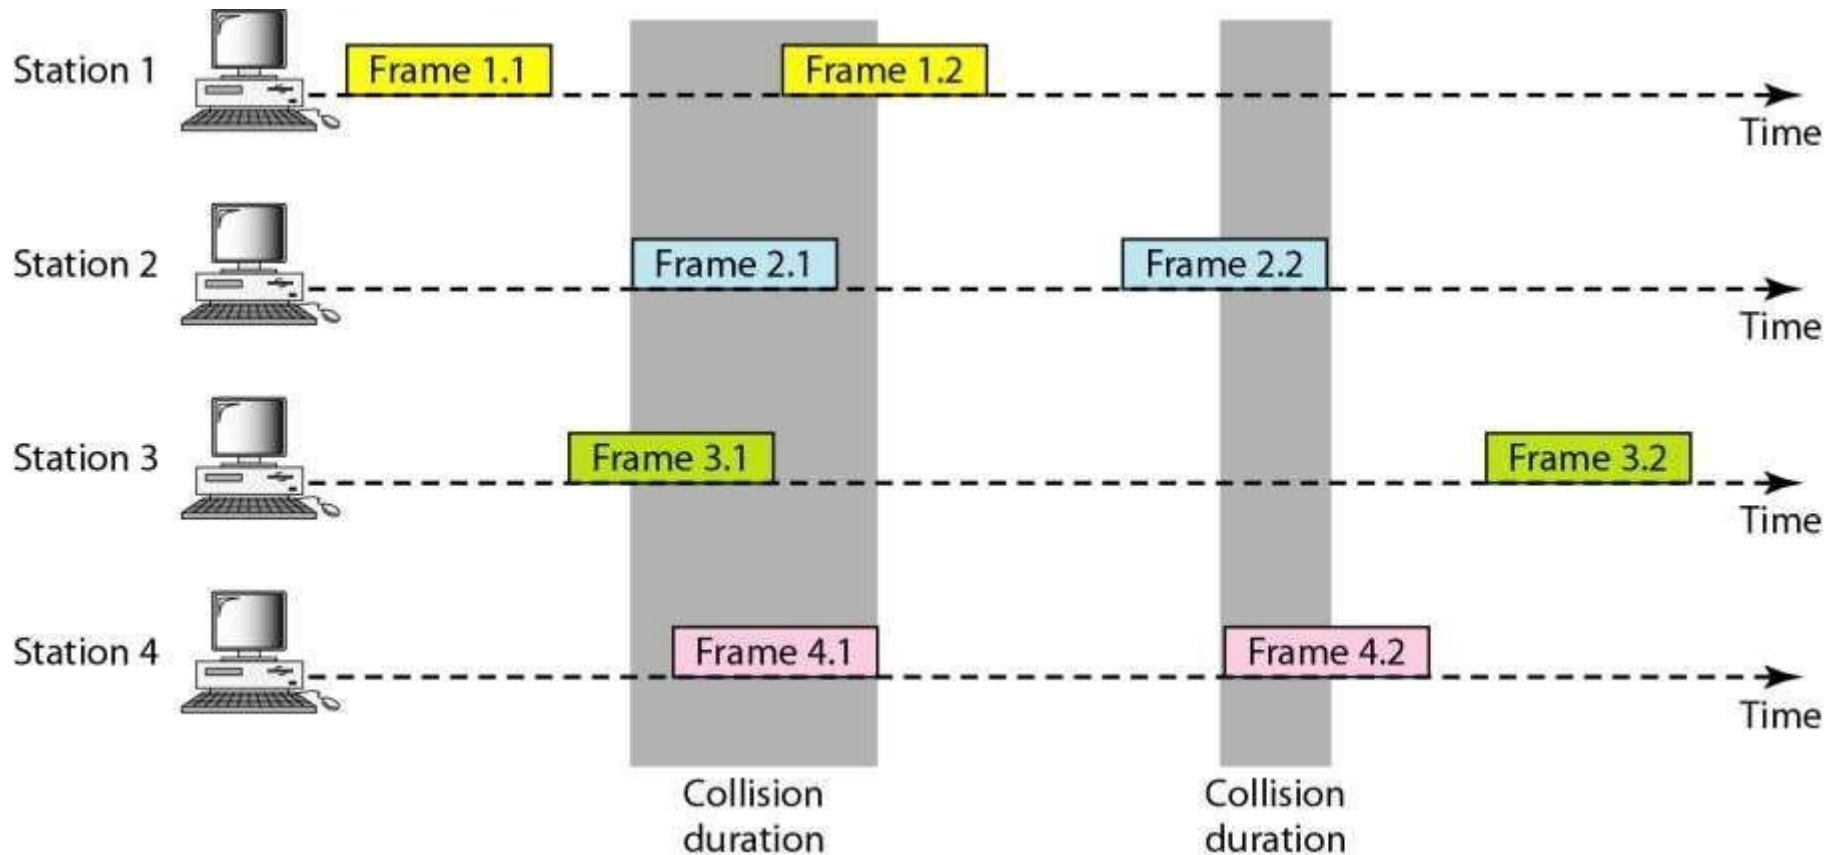 Station 1
Frame 1.1
Frame 1.2
Time
Station 2
Frame 2.1
Frame 2.2
Time
Station 3
Frame 3.1
Frame 3.2
Time
Station 4
Frame 4.1
Frame 4.2
Time
Collision
duration
Collision
duration